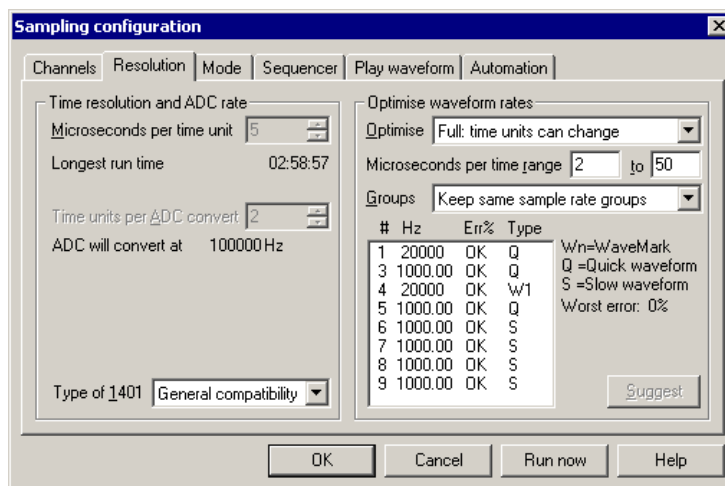 Sampling configuration
Channels Resolution Mode Sequencer Play waveform Automation
Time resolution and ADC rate
Microseconds per time unit 5
Longest run time 02:58:57
Time units per ADC convert 2
ADC will convert at 100000 Hz
Type of 1401 General compatibility
Optimise waveform rates
Optimise Full: time units can change
Microseconds per time range 2 to 50
Groups Keep same sample rate groups
# Hz Err% Type
1 20000 OK Q
3 1000.00 OK Q
4 20000 OK W1
5 1000.00 OK Q
6 1000.00 OK S
7 1000.00 OK S
8 1000.00 OK S
9 1000.00 OK S
Wn=WaveMark
Q =Quick waveform
S =Slow waveform
Worst error: 0%
Suggest
OK Cancel Run now Help